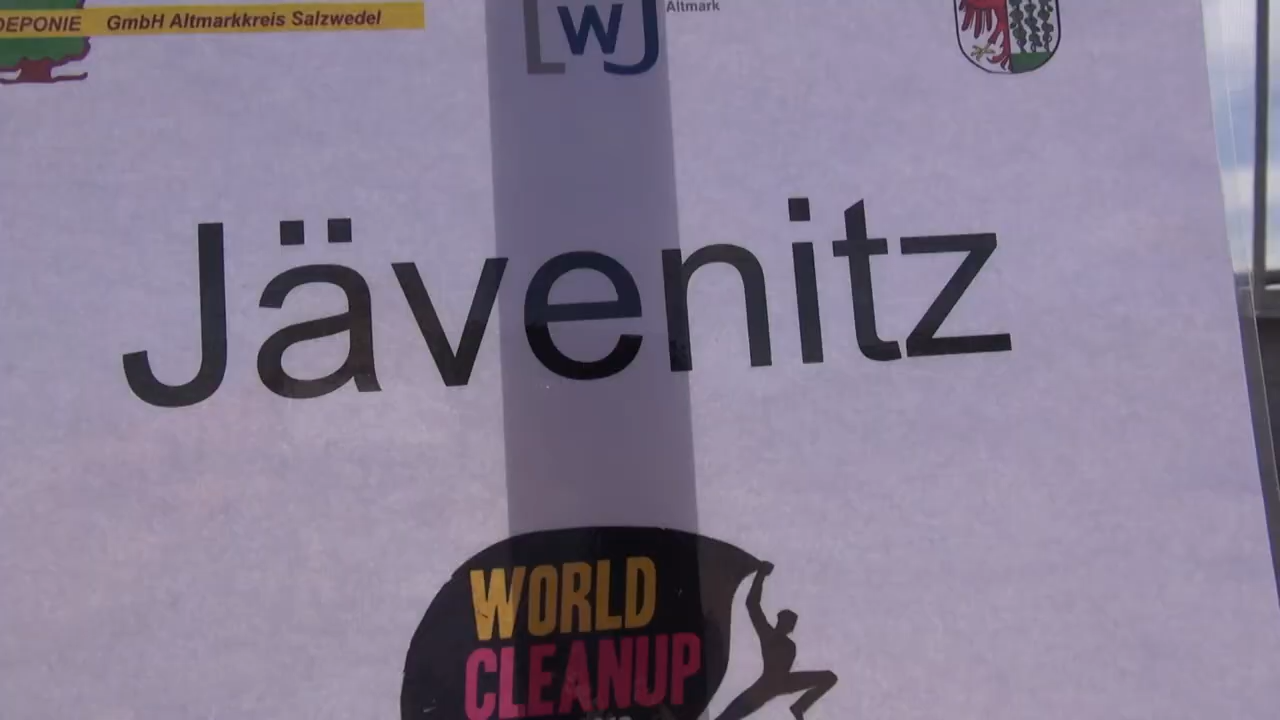 DEPONIE GmbH Altmarkkreis Salzwedel
WJ
Altmark
Jävenitz
WORLD
CLEANUP